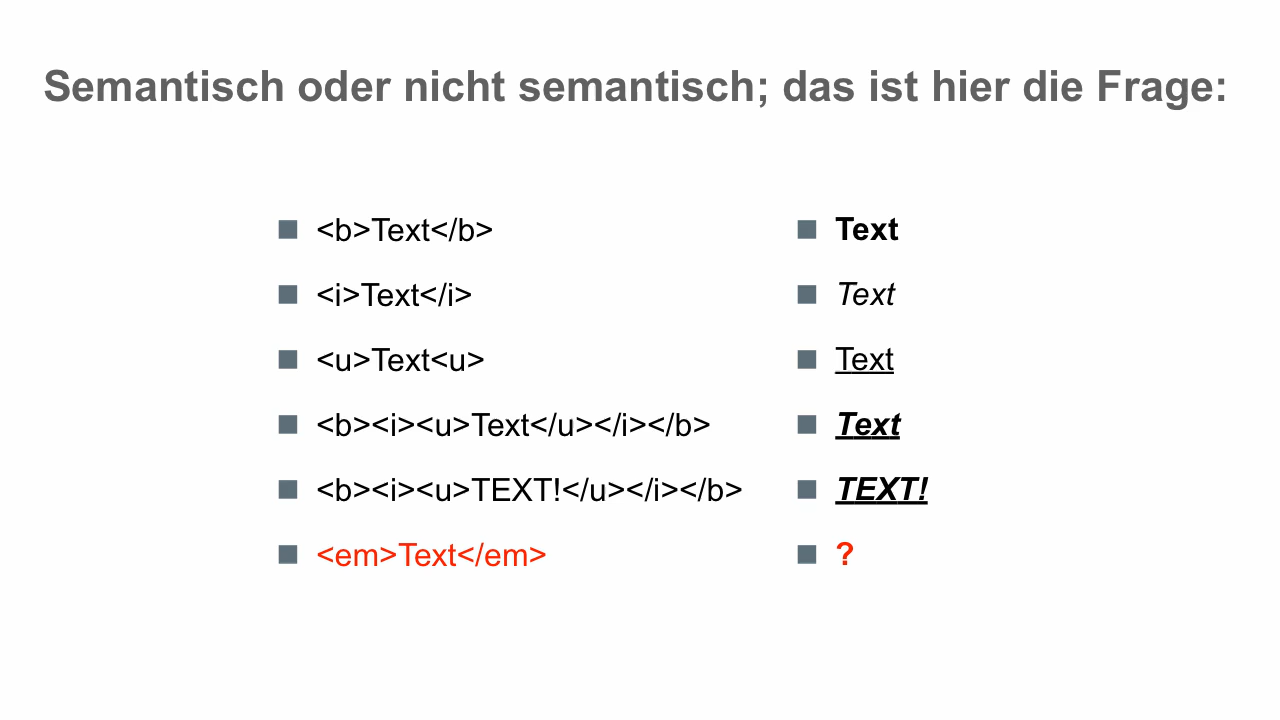 Semantisch oder nicht semantisch; das ist hier die Frage:
<b>Text</b>
<i>Text</i>
<u>Text<u>
<b><i><u>Text</u></i></b>
<b><i><u>TEXT!</u></i></b>
<em>Text</em>
Text
Text
Text
Text
TEXT!
?